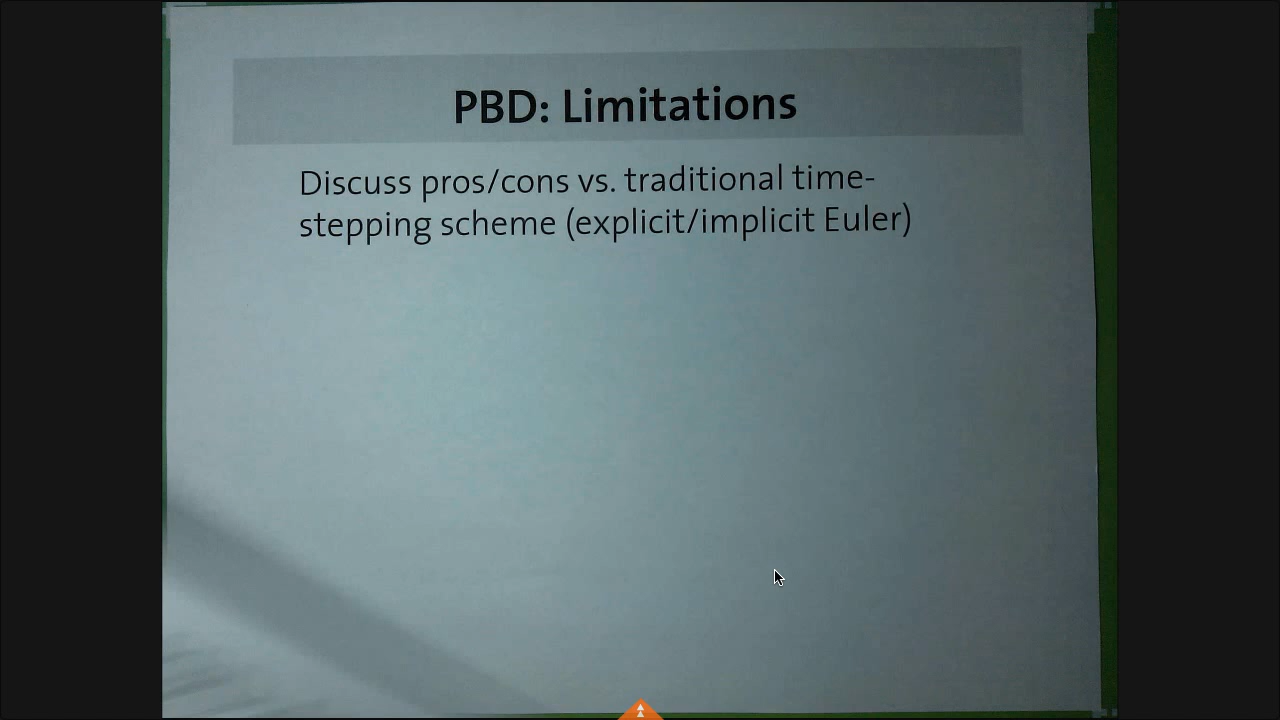 PBD: Limitations
Discuss pros/cons vs. traditional time-
stepping scheme (explicit/implicit Euler)